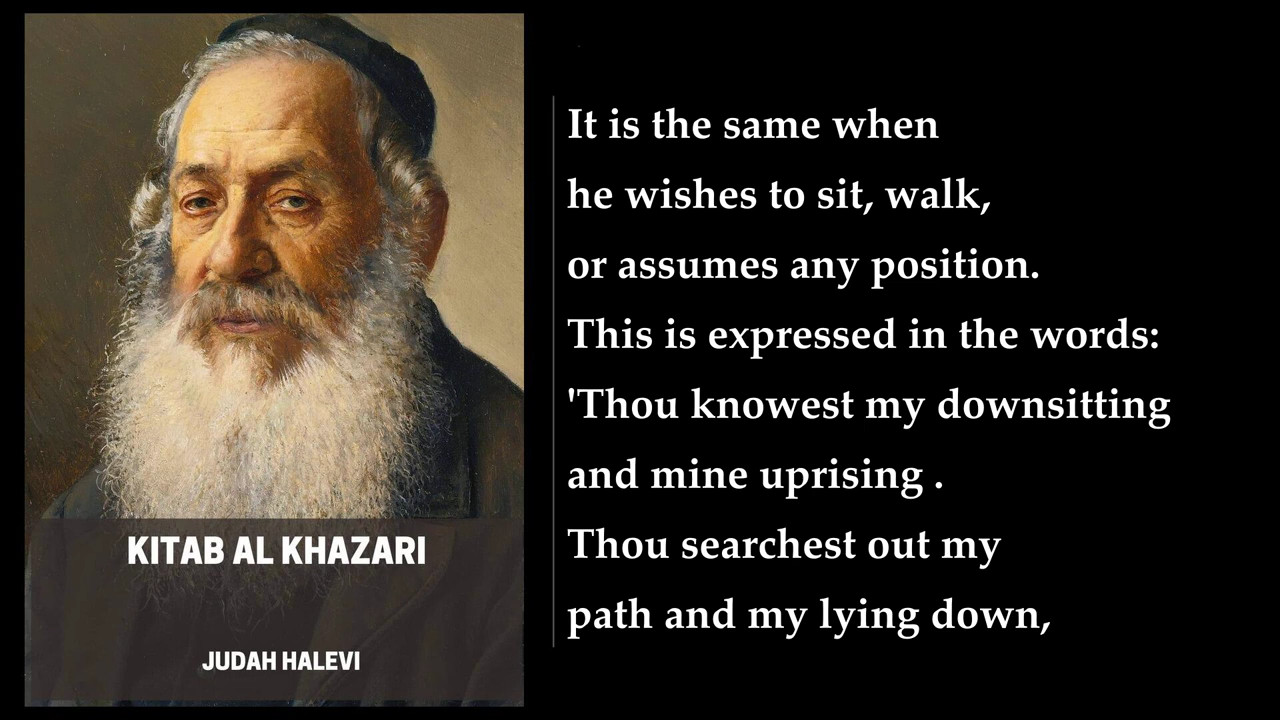 KITAB AL KHAZARI
JUDAH HALEVI
It is the same when
he wishes to sit, walk,
or assumes any position.
This is expressed in the words:
'Thou knowest my downsitting
and mine uprising .
Thou searchest out my
path and my lying down,